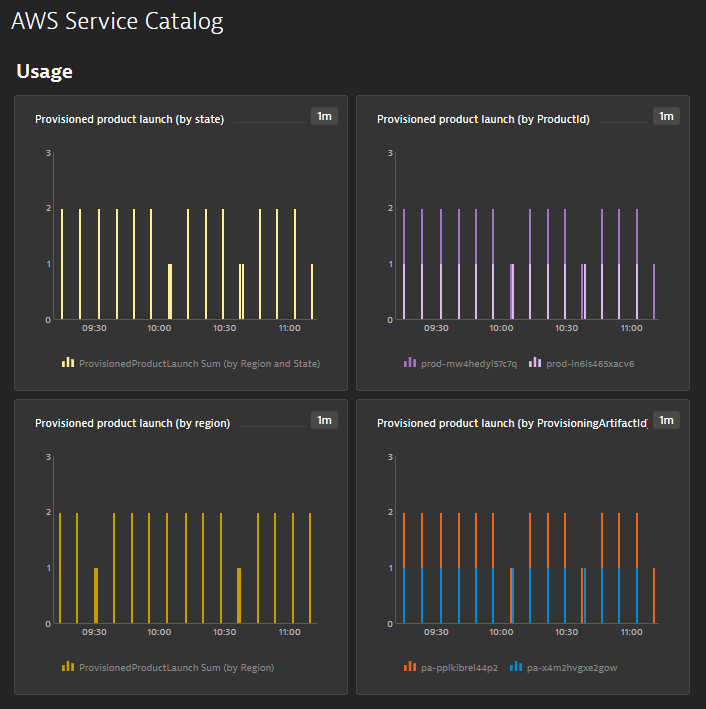 AWS Service Catalog
Usage
Provisioned product launch (by state) 1m
3
2
1
0
09:30 10:00 10:30 11:00
ProvisionedProductLaunch Sum (by Region and State)
Provisioned product launch (by ProductId) 1m
3
2
1
0
09:30 10:00 10:30 11:00
prod-mw4hedyl57c7q prod-ln6ls465xacv6
Provisioned product launch (by region) 1m
3
2
1
0
09:30 10:00 10:30 11:00
ProvisionedProductLaunch Sum (by Region)
Provisioned product launch (by ProvisioningArtifactId) 1m
3
2
1
0
09:30 10:00 10:30 11:00
pa-pplkibrel44p2 pa-x4m2hvgxe2gow